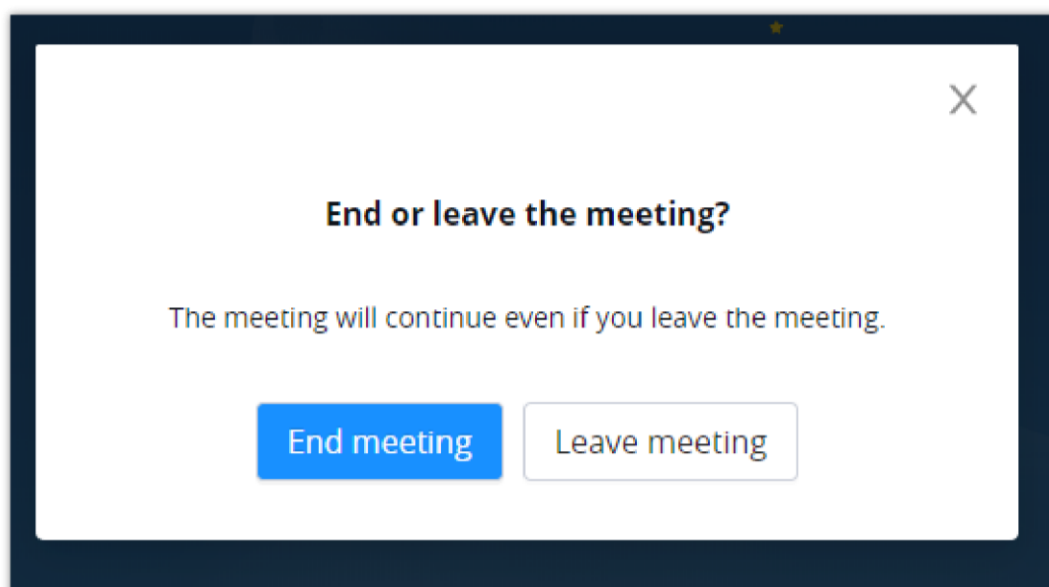 End or leave the meeting?
The meeting will continue even if you leave the meeting.
End meeting
Leave meeting